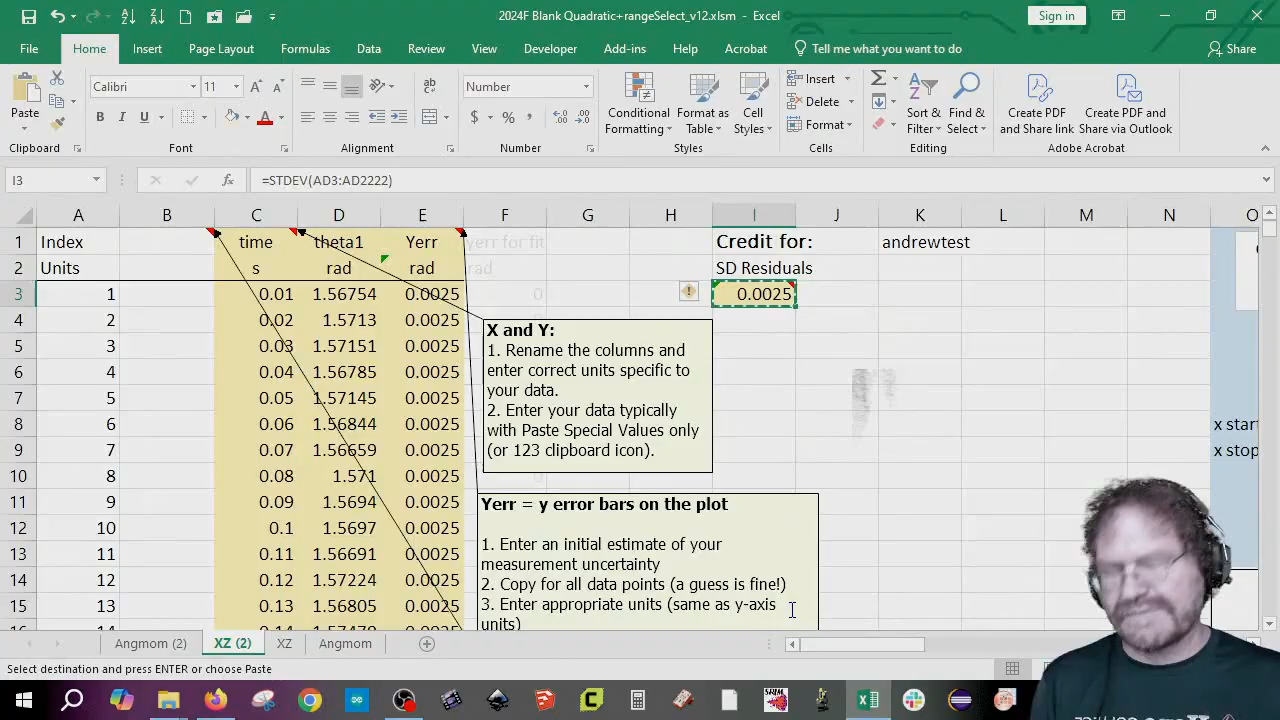 2024F Blank Quadratic+rangeSelect_v12.xlsm - Excel
Sign in
File Home Insert Page Layout Formulas Data Review View Developer Add-ins Help Acrobat Tell me what you want to do Share
Paste
Calibri 11
B I U
Number
$ % ,
Conditional Formatting
Format as Table
Cell Styles
Insert
Delete
Format
Sort & Filter
Find & Select
Create PDF and Share link
Create PDF and Share via Outlook
Clipboard Font Alignment Number Styles Cells Editing Adobe Acrobat
I3 fx =STDEV(AD3:AD2222)
A B C D E F G H I J K L M N O
1 Index time theta1 Yerr yerr for fit Credit for: andrewtest
2 Units s rad rad rad SD Residuals
3 1 0.01 1.56754 0.0025 0 0.0025
4 2 0.02 1.5713 0.0025
5 3 0.03 1.57151 0.0025
6 4 0.04 1.56785 0.0025
7 5 0.05 1.57145 0.0025
8 6 0.06 1.56844 0.0025 x star
9 7 0.07 1.56659 0.0025 x stop
10 8 0.08 1.571 0.0025 0
11 9 0.09 1.5694 0.0025
12 10 0.1 1.5697 0.0025
13 11 0.11 1.56691 0.0025
14 12 0.12 1.57224 0.0025
15 13 0.13 1.56805 0.0025
X and Y:
1. Rename the columns and
enter correct units specific to
your data.
2. Enter your data typically
with Paste Special Values only
(or 123 clipboard icon).
Yerr = y error bars on the plot
1. Enter an initial estimate of your
measurement uncertainty
2. Copy for all data points (a guess is fine!)
3. Enter appropriate units (same as y-axis
units)
Angmom (2) XZ (2) XZ Angmom
Select destination and press ENTER or choose Paste